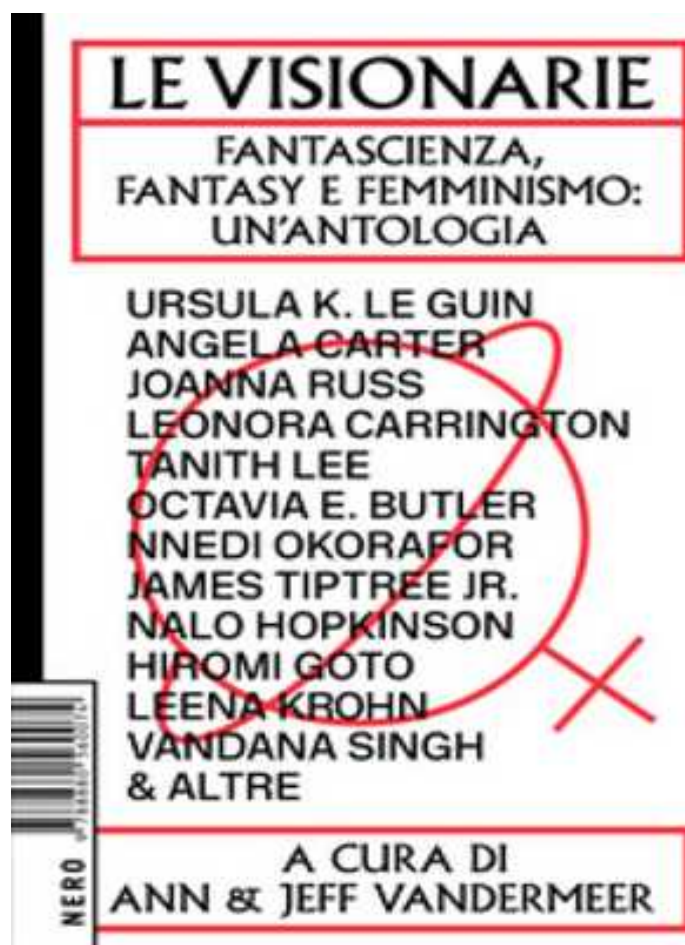 LE VISIONARIE
FANTASCIENZA,
FANTASY E FEMMINISMO:
UN'ANTOLOGIA
URSULA K. LE GUIN
ANGELA CARTER
JOANNA RUSS
LEONORA CARRINGTON
TANITH LEE
OCTAVIA E. BUTLER
NNEDI OKORAFOR
JAMES TIPTREE JR.
NALO HOPKINSON
HIROMI GOTO
LEENA KROHN
VANDANA SINGH
& ALTRE
A CURA DI
ANN & JEFF VANDERMEER
NERO